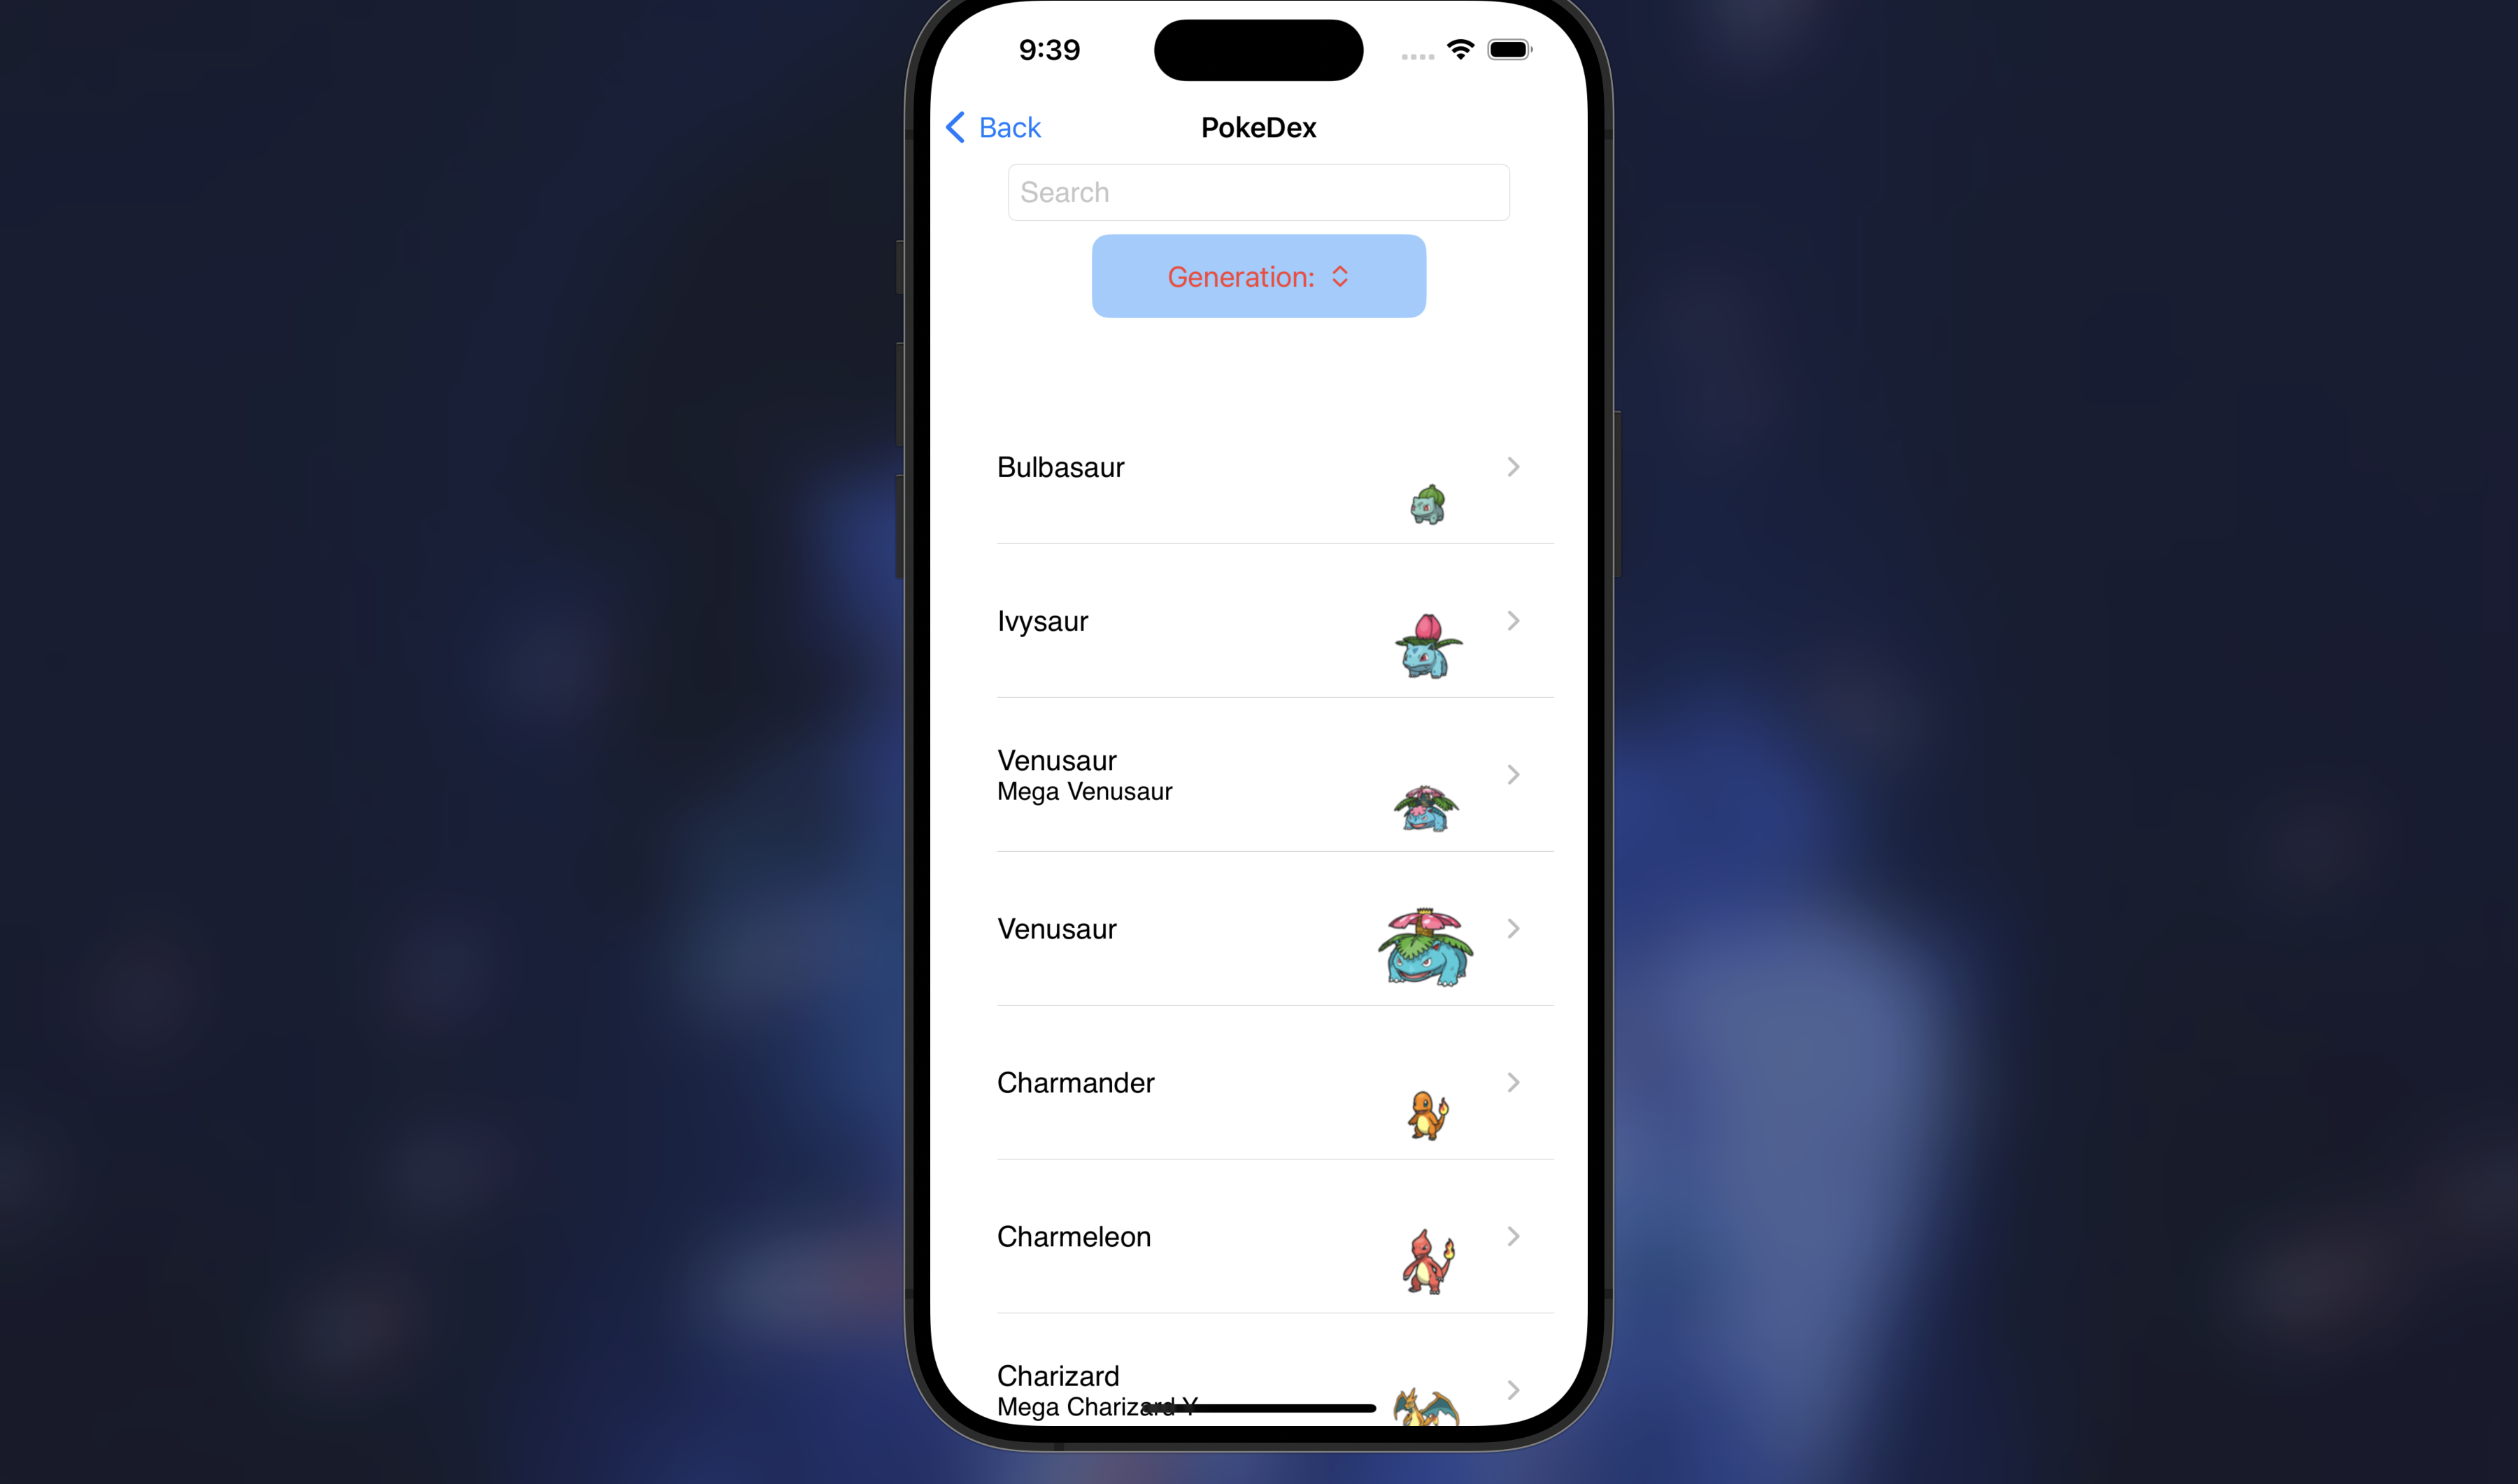 9:39
Back
PokeDex
Search
Generation:
Bulbasaur
Ivysaur
Venusaur
Mega Venusaur
Venusaur
Charmander
Charmeleon
Charizard
Mega Charizard Y